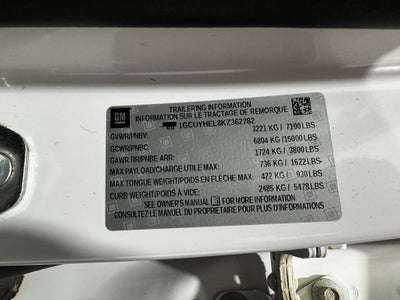 GM
TRAILERING INFORMATION
INFORMATION SUR LE TRACTAGE DE REMORQUE
1GCUYHEL8KZ362782
GVWR/PNBV: 3221 KG / 7100 LBS
GCWR/PNBC: 6804 KG /15000 LBS
GAWR RR/PNBE ARR: 1724 KG / 3800 LBS
MAX PAYLOAD/CHARGE UTILE MAX: 736 KG / 1622 LBS
MAX TONGUE WEIGHT/POIDS EN FLÈCHE MAX: 422 KG / 930 LBS
CURB WEIGHT/POIDS À VIDE: 2485 KG / 5478 LBS
SEE OWNER'S MANUAL FOR MORE INFORMATION
CONSULTEZ LE MANUEL DU PROPRIETAIRE POUR PLUS D'INFORMATIONS